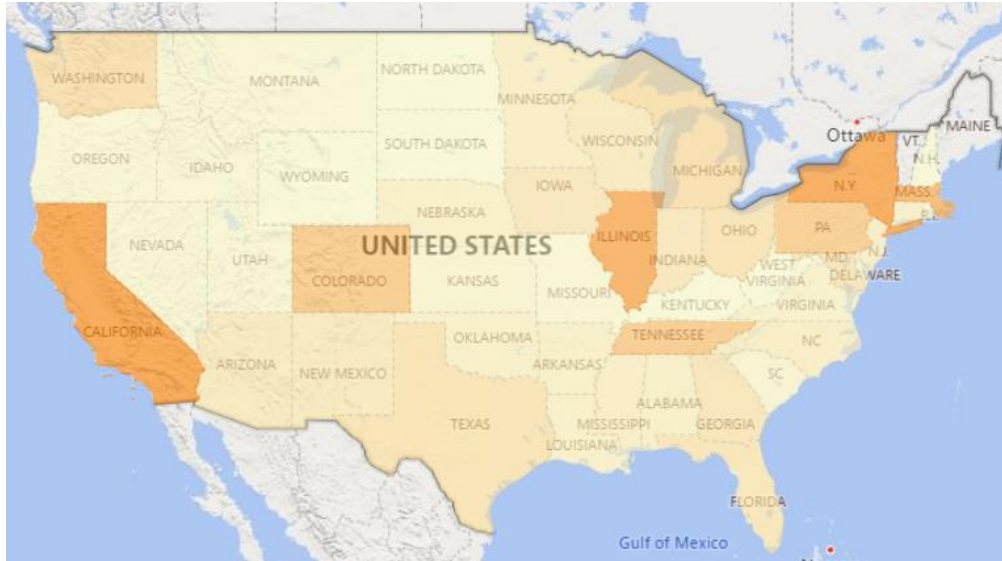 WASHINGTON
MONTANA
NORTH DAKOTA
MINNESOTA
Ottawa
MAINE
VT.
N.H.
OREGON
IDAHO
SOUTH DAKOTA
WISCONSIN
MICHIGAN
WYOMING
N.Y.
MASS.
R.I.
IOWA
NEBRASKA
NEVADA
UTAH
UNITED STATES
ILLINOIS
INDIANA
OHIO
PA
N.J.
MD.
DELAWARE
COLORADO
KANSAS
MISSOURI
WEST
VIRGINIA
KENTUCKY
VIRGINIA
CALIFORNIA
TENNESSEE
NC
ARIZONA
NEW MEXICO
OKLAHOMA
ARKANSAS
SC
TEXAS
ALABAMA
MISSISSIPPI
GEORGIA
LOUISIANA
FLORIDA
Gulf of Mexico